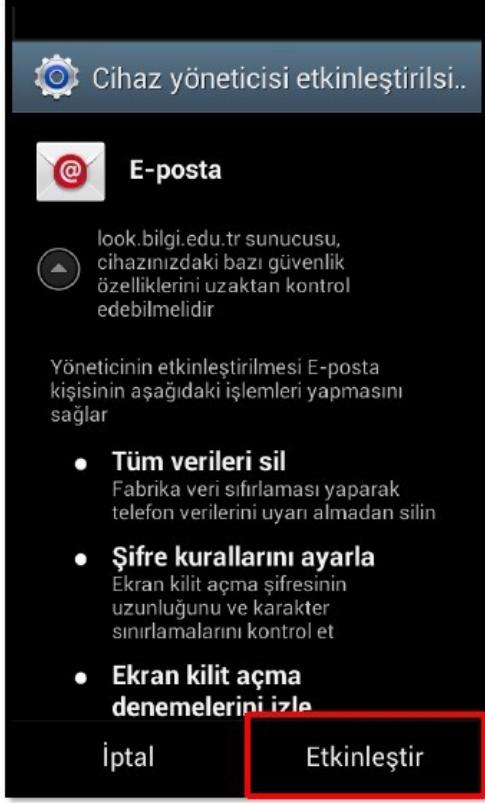 Cihaz yöneticisi etkinleştirilsi..
@
E-posta
look.bilgi.edu.tr sunucusu,
cihazınızdaki bazı güvenlik
özelliklerini uzaktan kontrol
edebilmelidir
Yöneticinin etkinleştirilmesi E-posta
kişisinin aşağıdaki işlemleri yapmasını
sağlar
• Tüm verileri sil
Fabrika veri sıfırlaması yaparak
telefon verilerini uyarı almadan silin
• Şifre kurallarını ayarla
Ekran kilit açma şifresinin
uzunluğunu ve karakter
sınırlamalarını kontrol et
• Ekran kilit açma
denemelerini izle
İptal
Etkinleştir